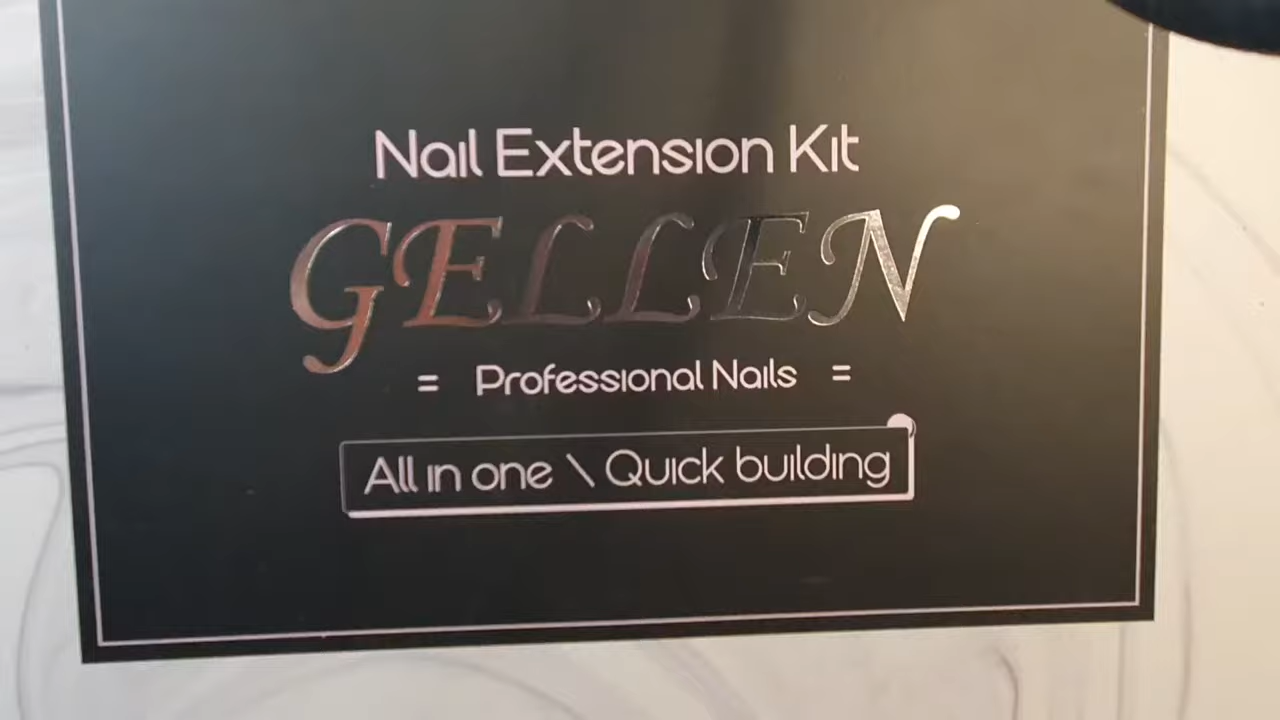 Nail Extension Kit
GELLEN
= Professional Nails =
All in one \ Quick building